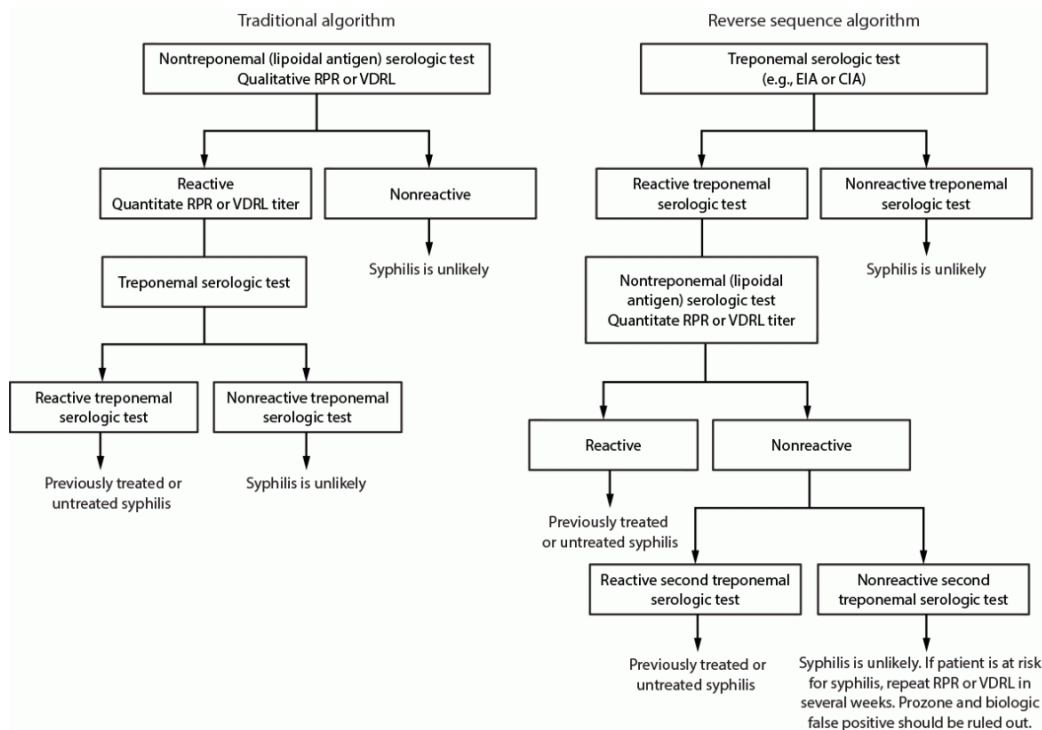 Traditional algorithm
Nontreponemal (lipoidal antigen) serologic test
Qualitative RPR or VDRL
Reactive
Quantitate RPR or VDRL titer
Nonreactive
Syphilis is unlikely
Treponemal serologic test
Reactive treponemal
serologic test
Nonreactive treponemal
serologic test
Previously treated or
untreated syphilis
Syphilis is unlikely
Reverse sequence algorithm
Treponemal serologic test
(e.g., EIA or CIA)
Reactive treponemal
serologic test
Nonreactive treponemal
serologic test
Syphilis is unlikely
Nontreponemal (lipoidal
antigen) serologic test
Quantitate RPR or VDRL titer
Reactive
Nonreactive
Previously treated
or untreated syphilis
Reactive second treponemal
serologic test
Nonreactive second
treponemal serologic test
Previously treated or
untreated syphilis
Syphilis is unlikely. If patient is at risk
for syphilis, repeat RPR or VDRL in
several weeks. Prozone and biologic
false positive should be ruled out.